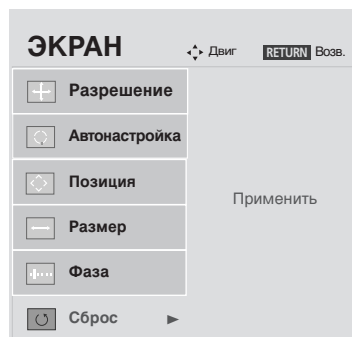 ЭКРАН Двиг RETURN Возв.
Разрешение
Автонастройка
Позиция
Применить
Размер
Фаза
Сброс